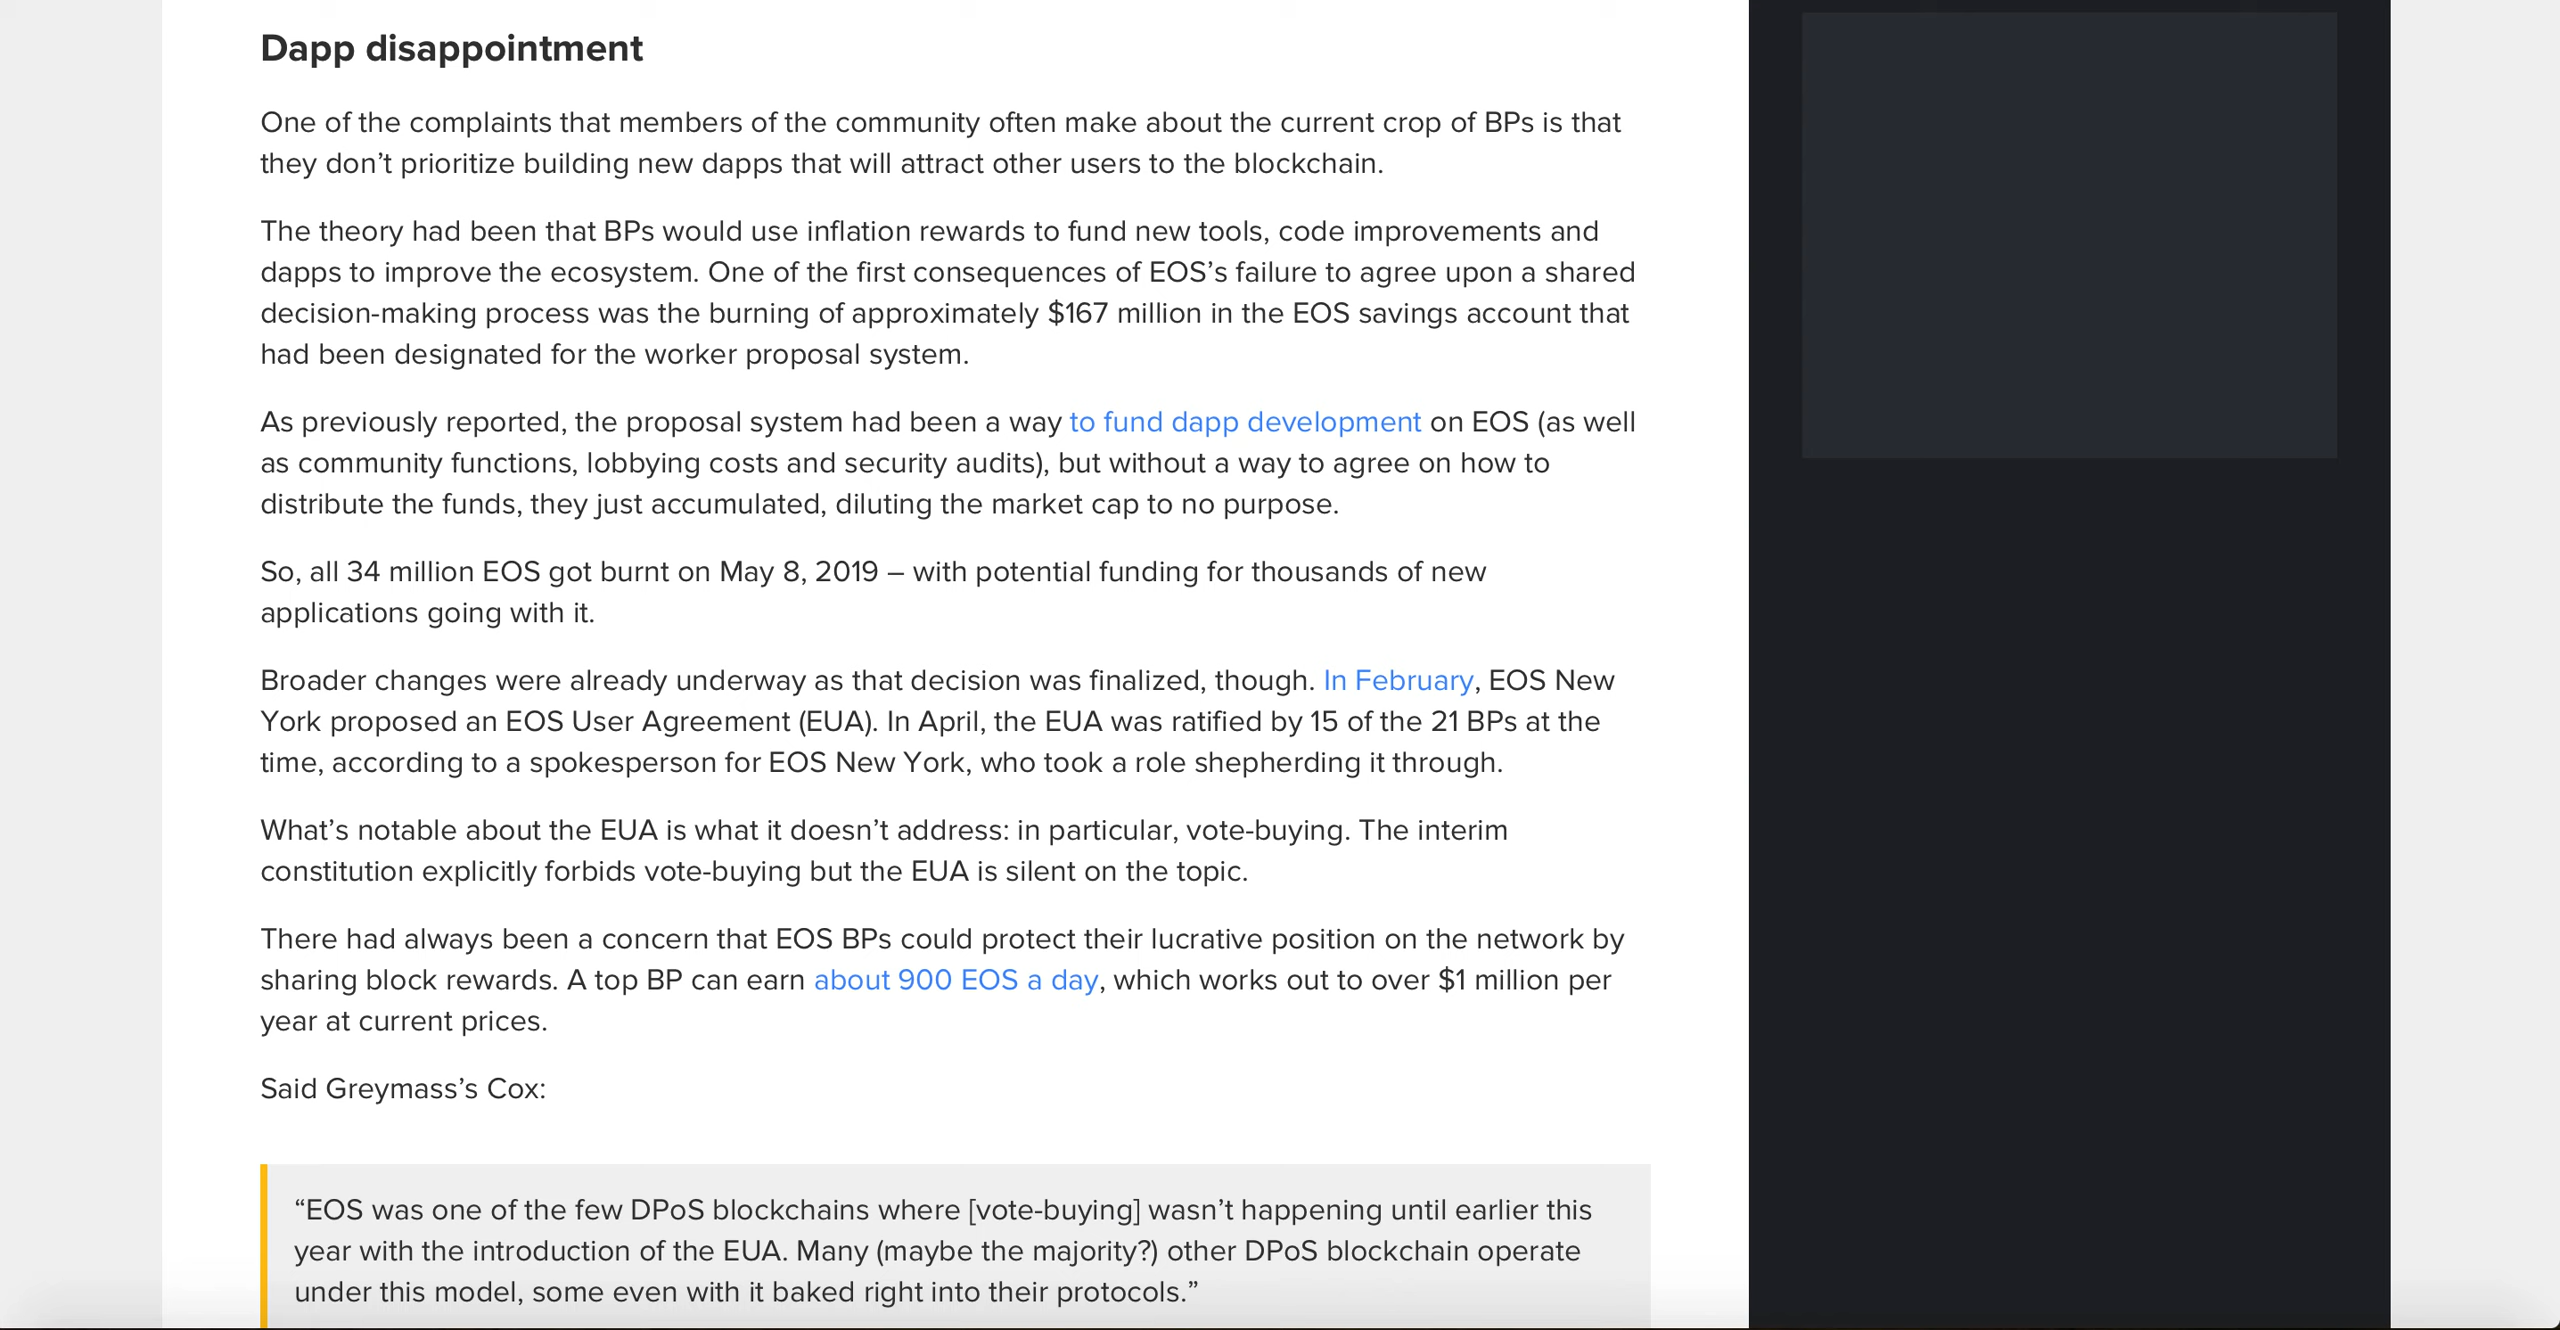 Dapp disappointment
One of the complaints that members of the community often make about the current crop of BPs is that
they don’t prioritize building new dapps that will attract other users to the blockchain.
The theory had been that BPs would use inflation rewards to fund new tools, code improvements and
dapps to improve the ecosystem. One of the first consequences of EOS’s failure to agree upon a shared
decision-making process was the burning of approximately $167 million in the EOS savings account that
had been designated for the worker proposal system.
As previously reported, the proposal system had been a way to fund dapp development on EOS (as well
as community functions, lobbying costs and security audits), but without a way to agree on how to
distribute the funds, they just accumulated, diluting the market cap to no purpose.
So, all 34 million EOS got burnt on May 8, 2019 – with potential funding for thousands of new
applications going with it.
Broader changes were already underway as that decision was finalized, though. In February, EOS New
York proposed an EOS User Agreement (EUA). In April, the EUA was ratified by 15 of the 21 BPs at the
time, according to a spokesperson for EOS New York, who took a role shepherding it through.
What’s notable about the EUA is what it doesn’t address: in particular, vote-buying. The interim
constitution explicitly forbids vote-buying but the EUA is silent on the topic.
There had always been a concern that EOS BPs could protect their lucrative position on the network by
sharing block rewards. A top BP can earn about 900 EOS a day, which works out to over $1 million per
year at current prices.
Said Greymass’s Cox:
“EOS was one of the few DPoS blockchains where [vote-buying] wasn’t happening until earlier this
year with the introduction of the EUA. Many (maybe the majority?) other DPoS blockchain operate
under this model, some even with it baked right into their protocols.”